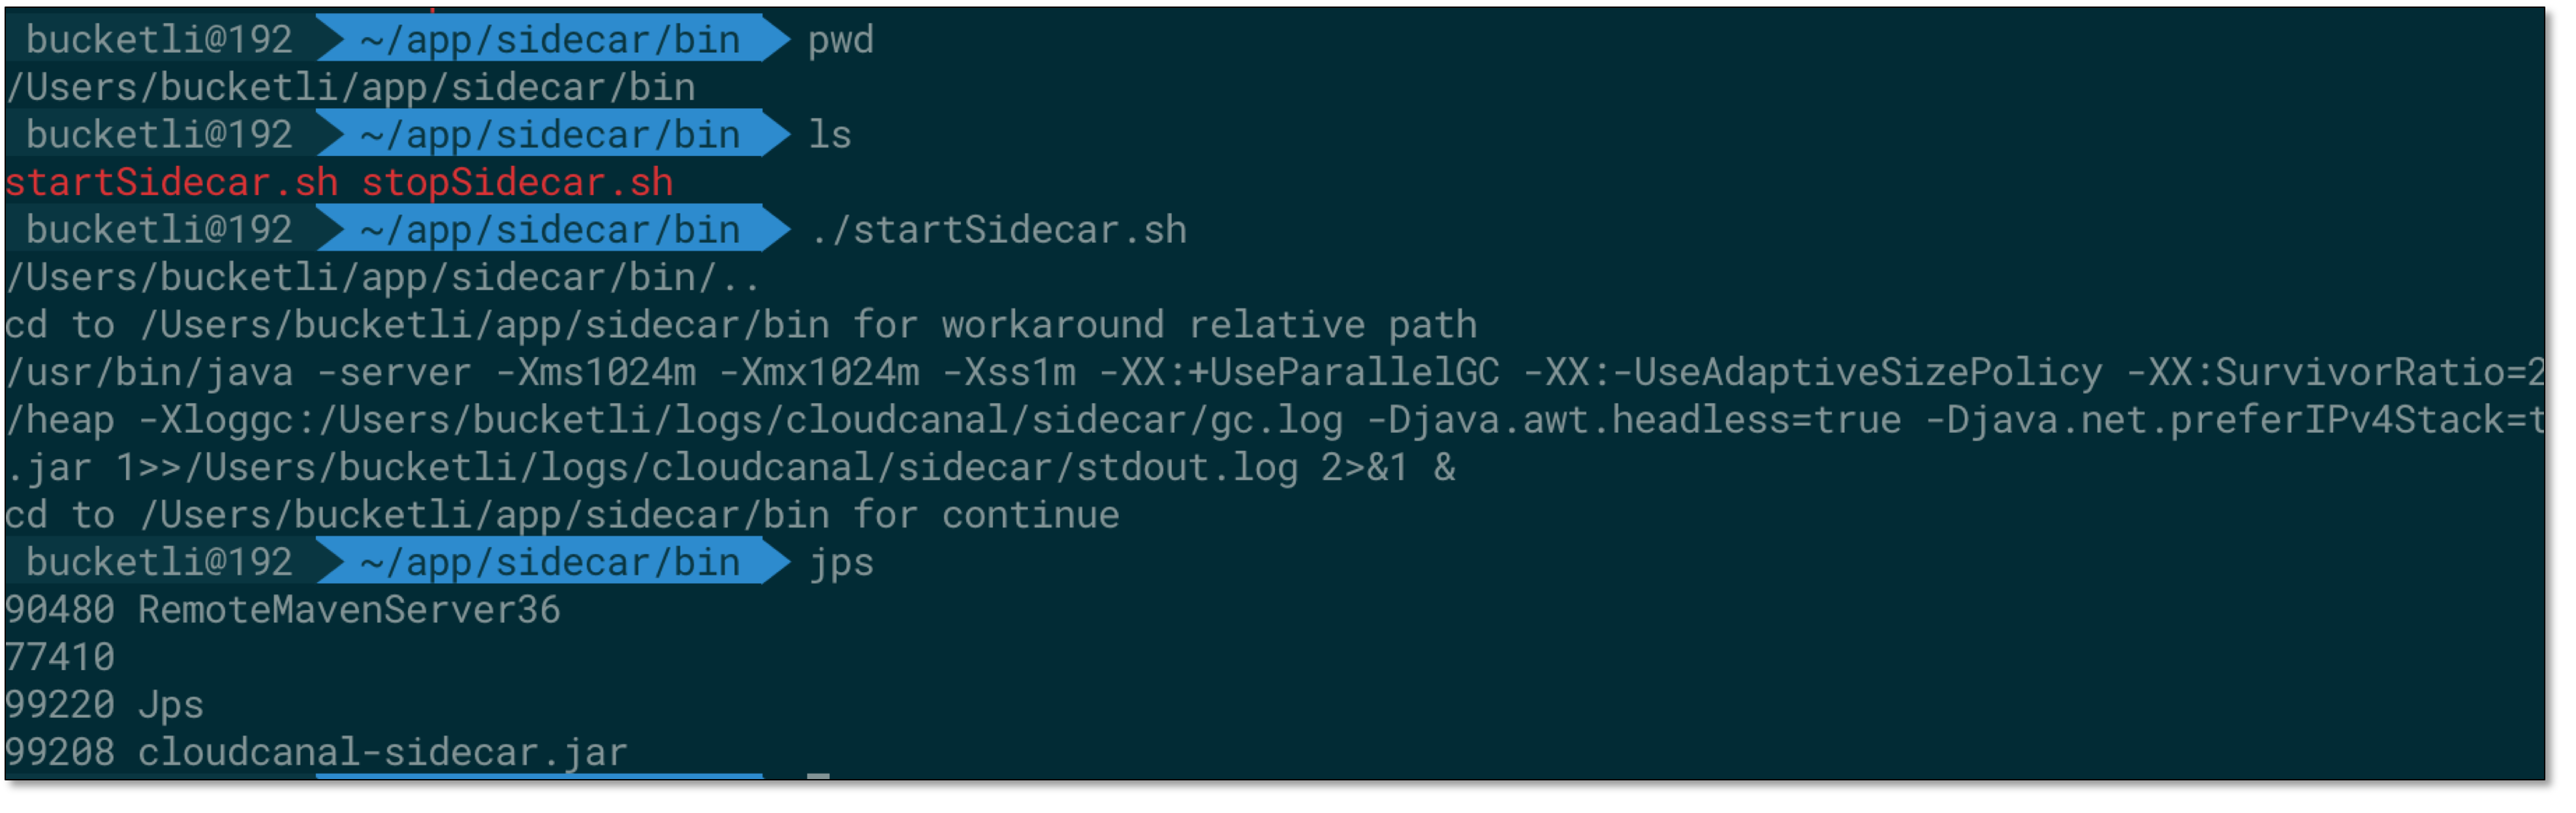 bucketli@192 ~/app/sidecar/bin pwd
/Users/bucketli/app/sidecar/bin
bucketli@192 ~/app/sidecar/bin ls
startSidecar.sh stopSidecar.sh
bucketli@192 ~/app/sidecar/bin ./startSidecar.sh
/Users/bucketli/app/sidecar/bin/..
cd to /Users/bucketli/app/sidecar/bin for workaround relative path
/usr/bin/java -server -Xms1024m -Xmx1024m -Xss1m -XX:+UseParallelGC -XX:-UseAdaptiveSizePolicy -XX:SurvivorRatio=2
/heap -Xloggc:/Users/bucketli/logs/cloudcanal/sidecar/gc.log -Djava.awt.headless=true -Djava.net.preferIPv4Stack=t
.jar 1>>/Users/bucketli/logs/cloudcanal/sidecar/stdout.log 2>&1 &
cd to /Users/bucketli/app/sidecar/bin for continue
bucketli@192 ~/app/sidecar/bin jps
90480 RemoteMavenServer36
77410
99220 Jps
99208 cloudcanal-sidecar.jar